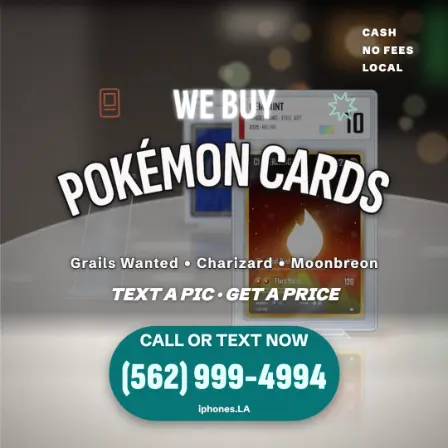 CASH
NO FEES
LOCAL
WE BUY
POKÉMON CARDS
10
Grails Wanted • Charizard • Moonbreon
TEXT A PIC • GET A PRICE
CALL OR TEXT NOW
(562) 999-4994
iphones.LA